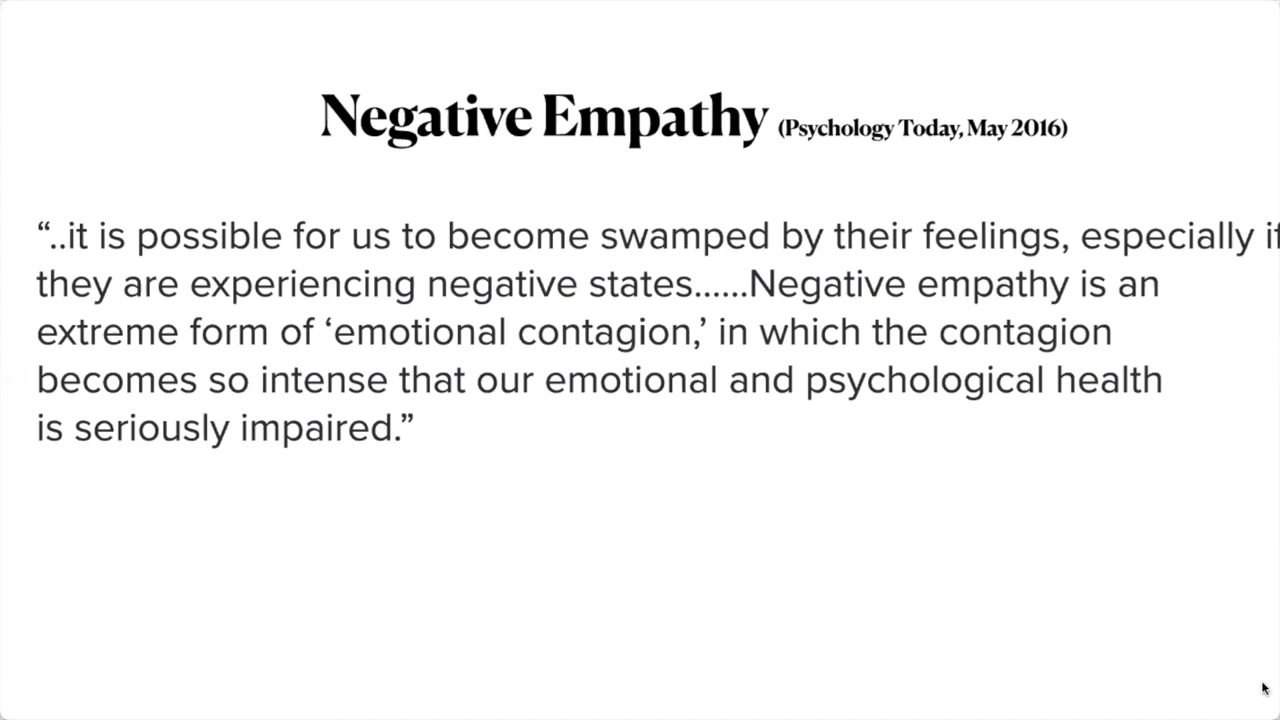 Negative Empathy (Psychology Today, May 2016)
“..it is possible for us to become swamped by their feelings, especially if
they are experiencing negative states......Negative empathy is an
extreme form of ‘emotional contagion,’ in which the contagion
becomes so intense that our emotional and psychological health
is seriously impaired.”